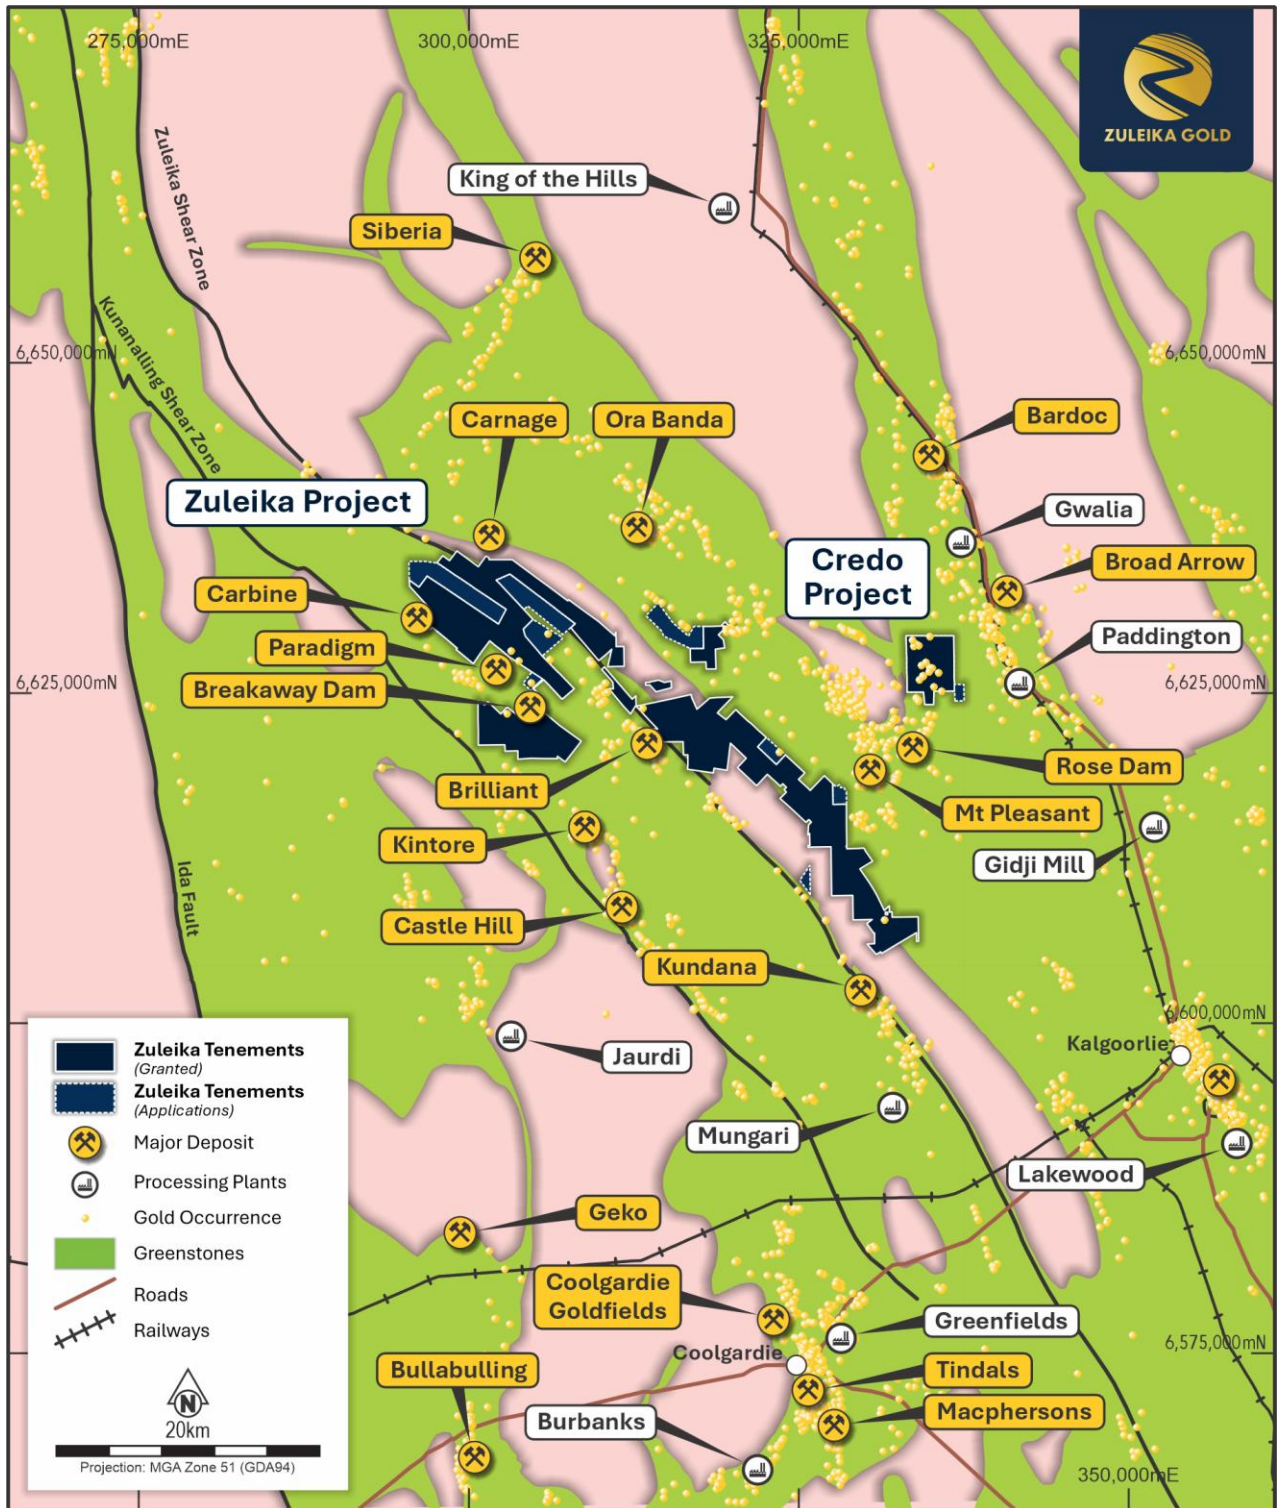 275,000mE
300,000mE
325,000mE
ZULEIKA GOLD
Zuleika Shear Zone
King of the Hills
Siberia
Kunanalling Shear Zone
6,650,000mN
6,650,000mN
Carnage
Ora Banda
Bardoc
Zuleika Project
Gwalia
Credo
Project
Broad Arrow
Carbine
Paddington
Paradigm
Breakaway Dam
6,625,000mN
6,625,000mN
Rose Dam
Brilliant
Mt Pleasant
Kintore
Gidji Mill
Ida Fault
Castle Hill
Kundana
6,600,000mN
Kalgoorlie
Jaurdi
Mungari
Lakewood
Geko
Coolgardie
Goldfields
Greenfields
6,575,000mN
Coolgardie
Bullabulling
Tindals
Macphersons
Burbanks
350,000mE
Zuleika Tenements
(Granted)
Zuleika Tenements
(Applications)
Major Deposit
Processing Plants
Gold Occurrence
Greenstones
Roads
Railways
N
20km
Projection: MGA Zone 51 (GDA94)